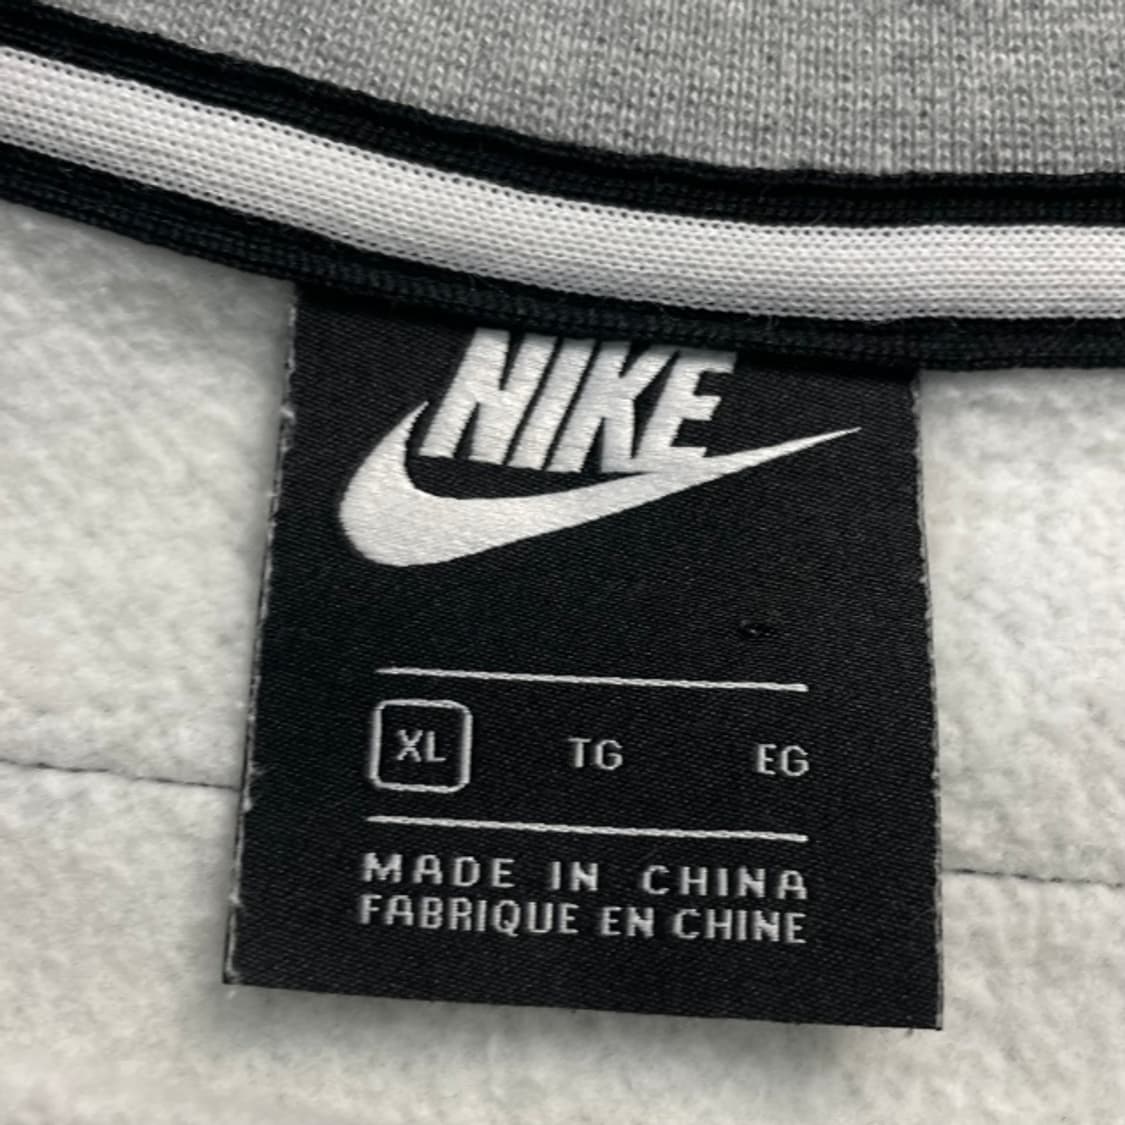 NIKE
XL TG EG
MADE IN CHINA
FABRIQUE EN CHINE